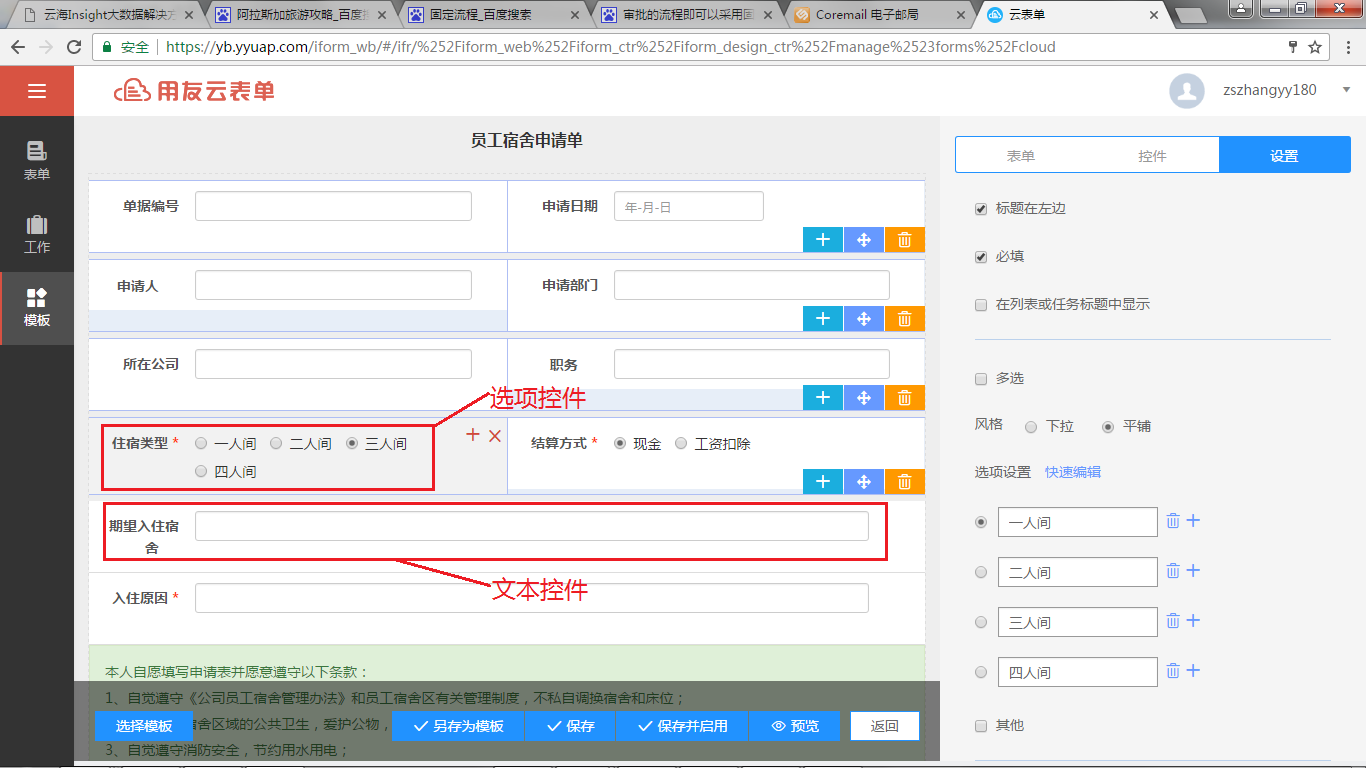 云海Insight大数据解决方
阿拉斯加旅游攻略_百度搜
固定流程_百度搜索
审批的流程即可以采用固
Coremail 电子邮局
云表单
安全
https://yb.yyuap.com/iform_wb/#/ifr/%252Fiform_web%252Fiform_ctr%252Fiform_design_ctr%252Fmanage%2523forms%252Fcloud
用友云表单
zszhangyy180
表单
工作
模板
员工宿舍申请单
单据编号
申请日期 年-月-日
申请人
申请部门
所在公司
职务
选项控件
住宿类型 * 一人间 二人间 三人间
四人间
结算方式 * 现金 工资扣除
期望入住宿
舍
文本控件
入住原因 *
本人自愿填写申请表并愿意遵守以下条款：
1、自觉遵守《公司员工宿舍管理办法》和员工宿舍区有关管理制度，不私自调换宿舍和床位；
宿舍区域的公共卫生，爱护公物，
3、自觉遵守消防安全，节约用水用电；
选择模板
另存为模板
保存
保存并启用
预览
返回
表单 控件 设置
标题在左边
必填
在列表或任务标题中显示
多选
风格 下拉 平铺
选项设置 快速编辑
一人间
二人间
三人间
四人间
其他